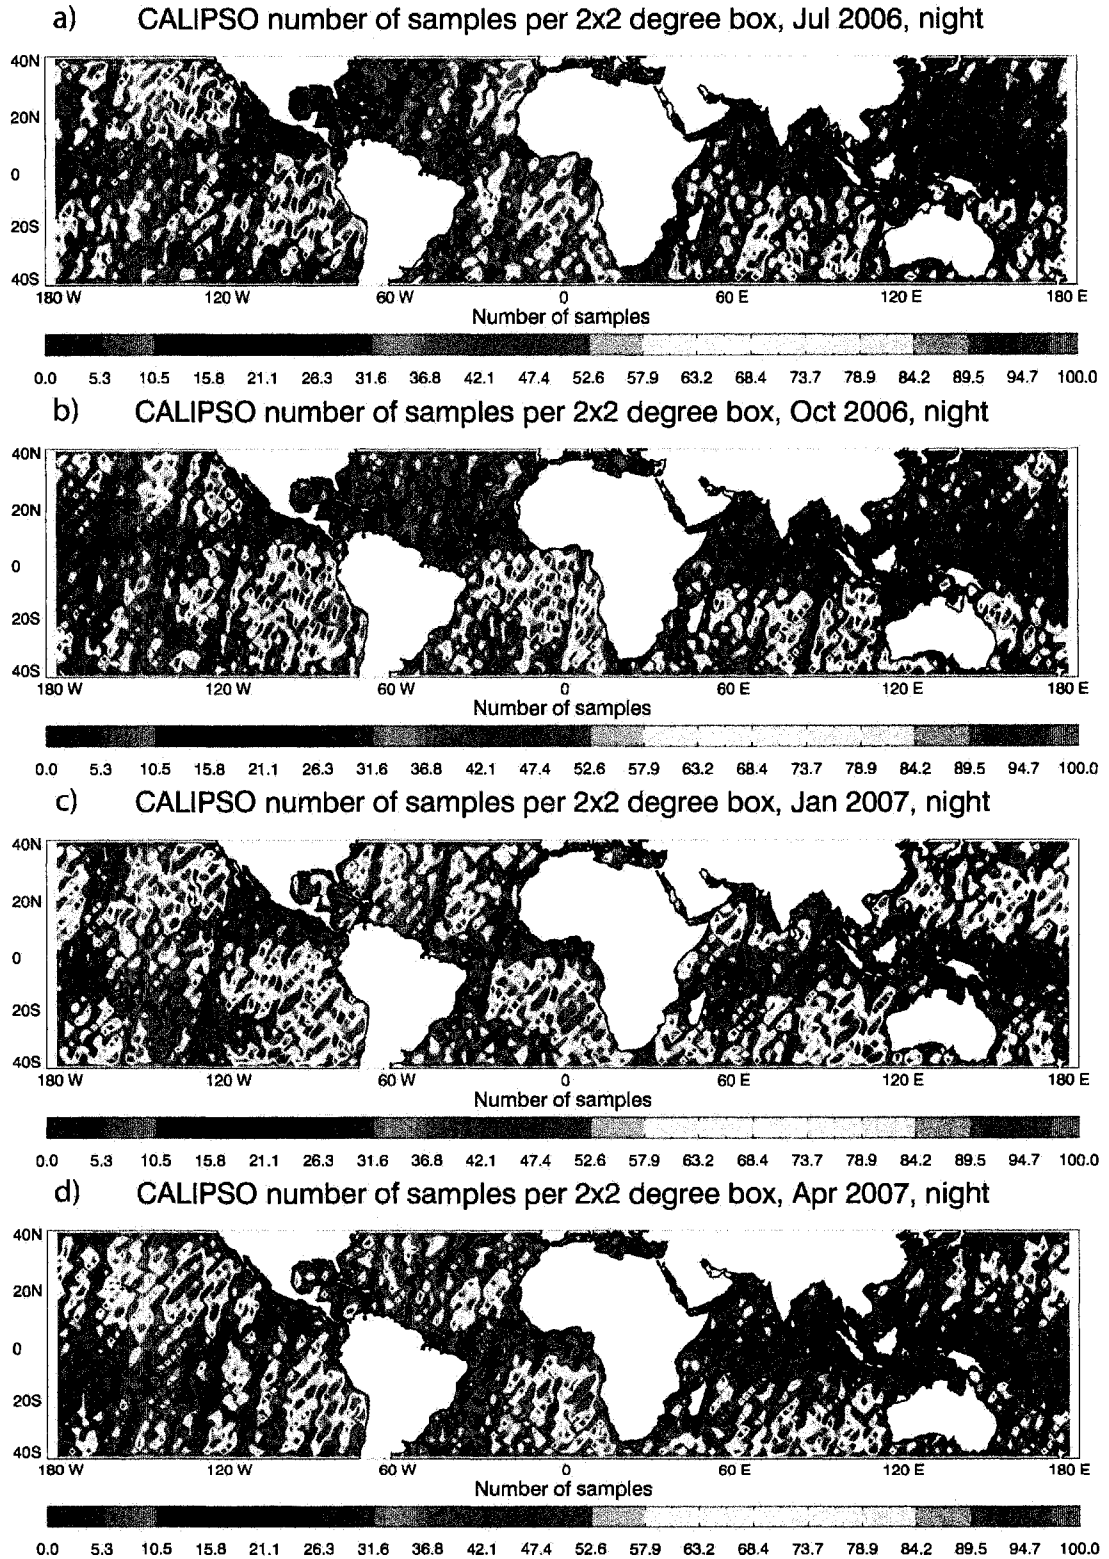 a) CALIPSO number of samples per 2x2 degree box, Jul 2006, night
40N
20N
0
20S
40S
180 W 120 W 60 W 0 60 E 120 E 180 E
Number of samples
0.0 5.3 10.5 15.8 21.1 26.3 31.6 36.8 42.1 47.4 52.6 57.9 63.2 68.4 73.7 78.9 84.2 89.5 94.7 100.0
b) CALIPSO number of samples per 2x2 degree box, Oct 2006, night
40N
20N
0
20S
40S
180 W 120 W 60 W 0 60 E 120 E 180 E
Number of samples
0.0 5.3 10.5 15.8 21.1 26.3 31.6 36.8 42.1 47.4 52.6 57.9 63.2 68.4 73.7 78.9 84.2 89.5 94.7 100.0
c) CALIPSO number of samples per 2x2 degree box, Jan 2007, night
40N
20N
0
20S
40S
180 W 120 W 60 W 0 60 E 120 E 180 E
Number of samples
0.0 5.3 10.5 15.8 21.1 26.3 31.6 36.8 42.1 47.4 52.6 57.9 63.2 68.4 73.7 78.9 84.2 89.5 94.7 100.0
d) CALIPSO number of samples per 2x2 degree box, Apr 2007, night
40N
20N
0
20S
40S
180 W 120 W 60 W 0 60 E 120 E 180 E
Number of samples
0.0 5.3 10.5 15.8 21.1 26.3 31.6 36.8 42.1 47.4 52.6 57.9 63.2 68.4 73.7 78.9 84.2 89.5 94.7 100.0